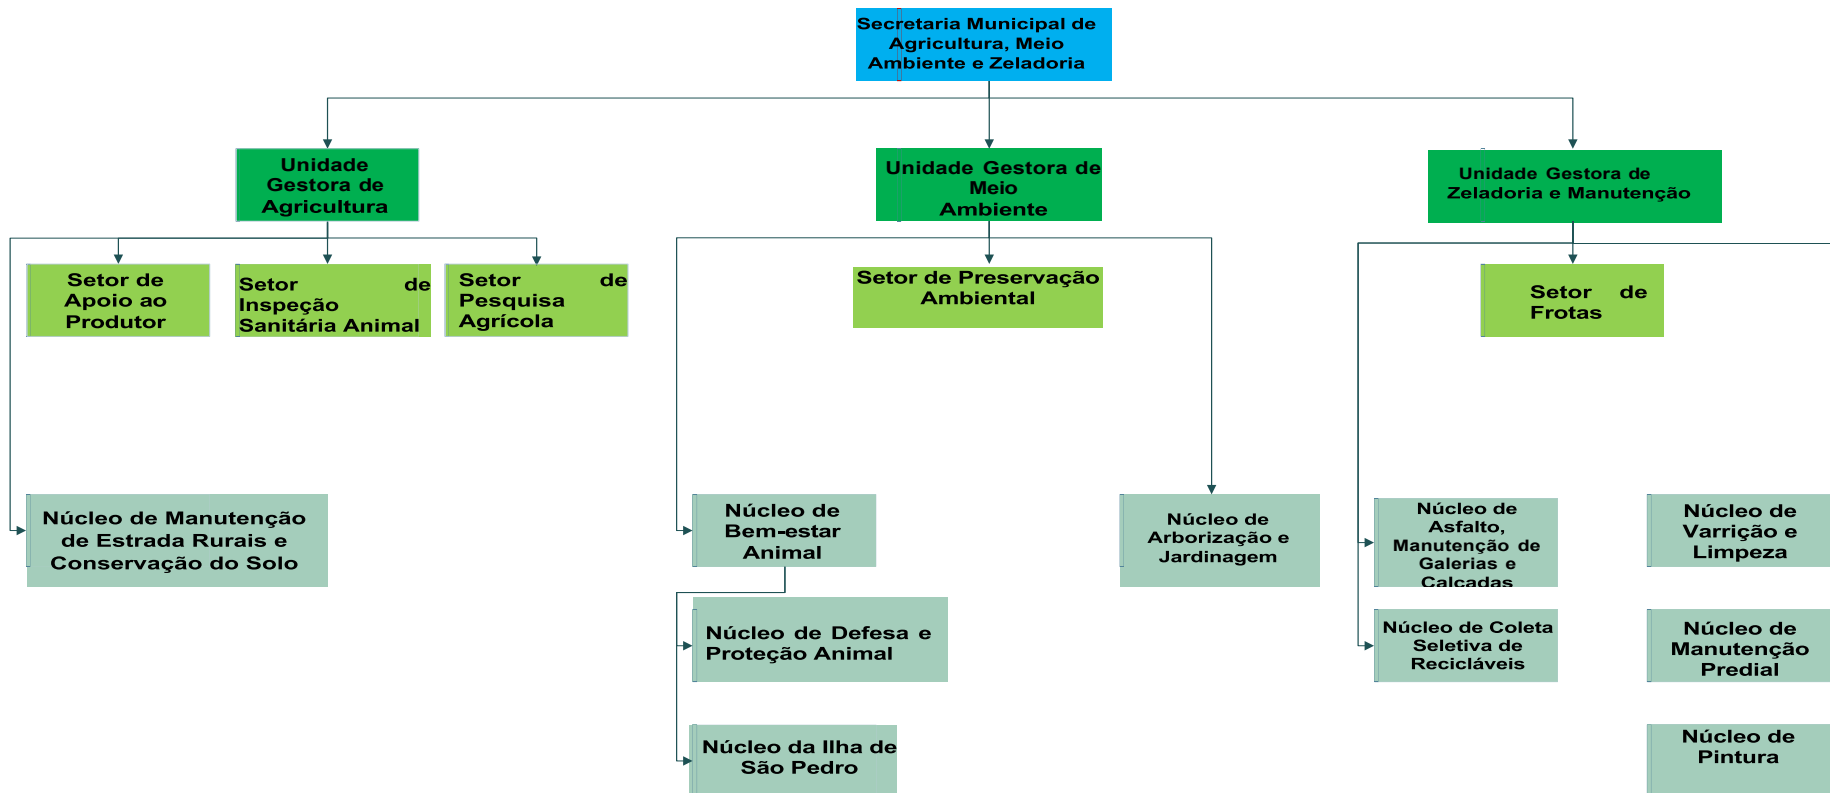 Secretaria Municipal de
Agricultura, Meio
Ambiente e Zeladoria
Unidade
Gestora de
Agricultura
Unidade Gestora de
Meio
Ambiente
Unidade Gestora de
Zeladoria e Manutenção
Setor de
Apoio ao
Produtor
Setor de
Inspeção
Sanitária Animal
Setor de
Pesquisa
Agrícola
Setor de Preservação
Ambiental
Setor de
Frotas
Núcleo de Manutenção
de Estrada Rurais e
Conservação do Solo
Núcleo de
Bem-estar
Animal
Núcleo de
Arborização e
Jardinagem
Núcleo de
Asfalto,
Manutenção de
Galerias e
Calçadas
Núcleo de
Varrição e
Limpeza
Núcleo de Defesa e
Proteção Animal
Núcleo de Coleta
Seletiva de
Recicláveis
Núcleo de
Manutenção
Predial
Núcleo da Ilha de
São Pedro
Núcleo de
Pintura